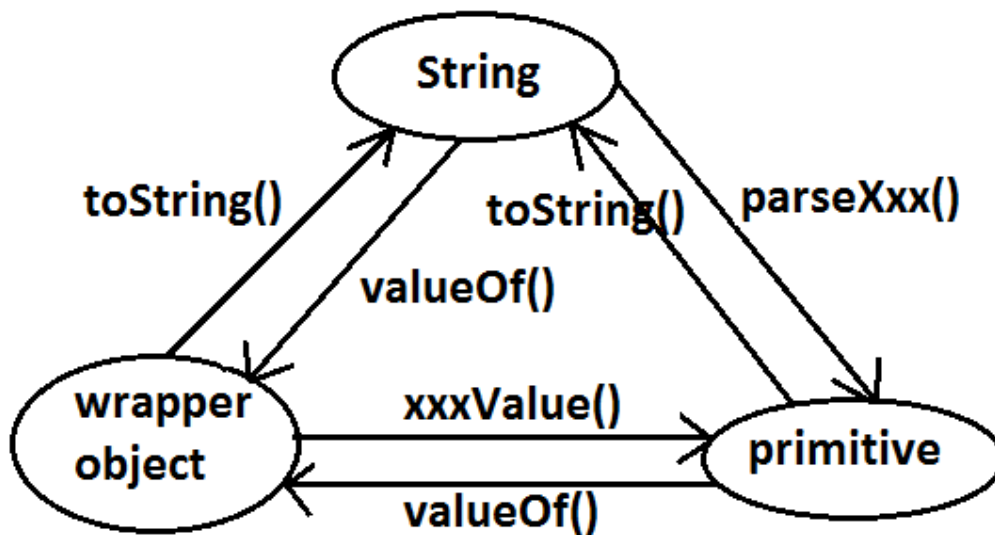 String
toString()
toString()
parseXxx()
valueOf()
wrapper
object
xxxValue()
primitive
valueOf()